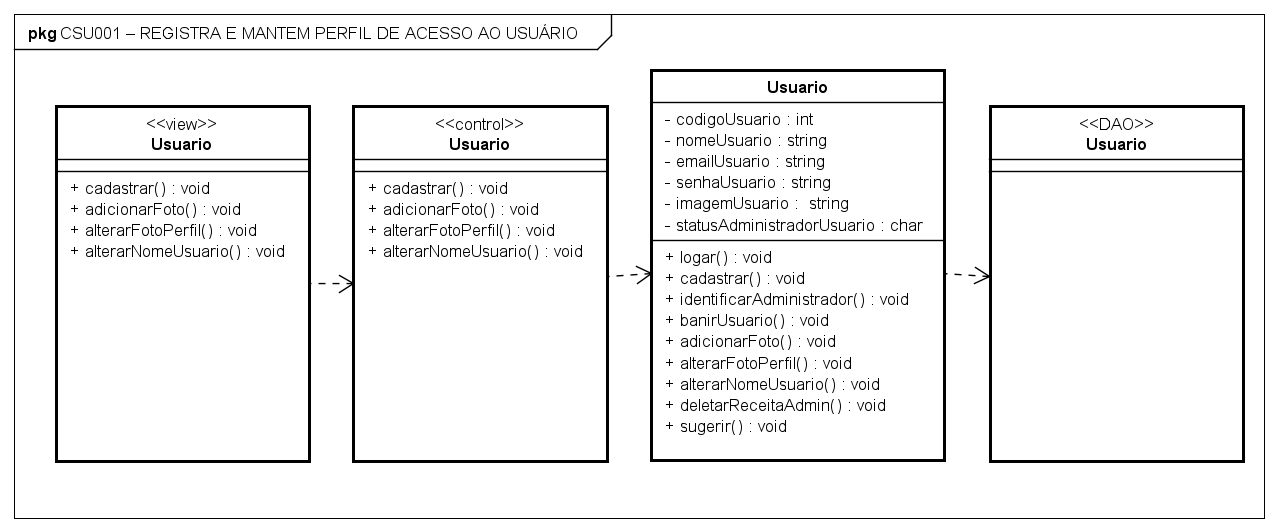 pkg CSU001 – REGISTRA E MANTEM PERFIL DE ACESSO AO USUÁRIO
<<view>>
Usuario
+ cadastrar() : void
+ adicionarFoto() : void
+ alterarFotoPerfil() : void
+ alterarNomeUsuario() : void
<<control>>
Usuario
+ cadastrar() : void
+ adicionarFoto() : void
+ alterarFotoPerfil() : void
+ alterarNomeUsuario() : void
Usuario
- codigoUsuario : int
- nomeUsuario : string
- emailUsuario : string
- senhaUsuario : string
- imagemUsuario : string
- statusAdministradorUsuario : char
+ logar() : void
+ cadastrar() : void
+ identificarAdministrador() : void
+ banirUsuario() : void
+ adicionarFoto() : void
+ alterarFotoPerfil() : void
+ alterarNomeUsuario() : void
+ deletarReceitaAdmin() : void
+ sugerir() : void
<<DAO>>
Usuario